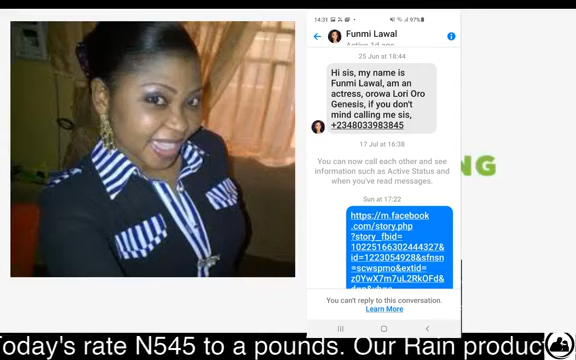 14:31
97%
Funmi Lawal
Active 1d ago
25 Jun at 18:44
Hi sis, my name is
Funmi Lawal, am an
actress, orowa Lori Oro
Genesis, if you don't
mind calling me sis,
+2348033983845
17 Jul at 16:38
You can now call each other and see
information such as Active Status and
when you've read messages.
Sun at 17:22
https://m.facebook
.com/story.php
?story_fbid=
10225166302444327&
id=1223054928&sfnsn
=scwspmo&extid=
z0YwX7m7uL2RkOFd&
You can't reply to this conversation.
Learn More
NG
Today's rate N545 to a pounds. Our Rain product